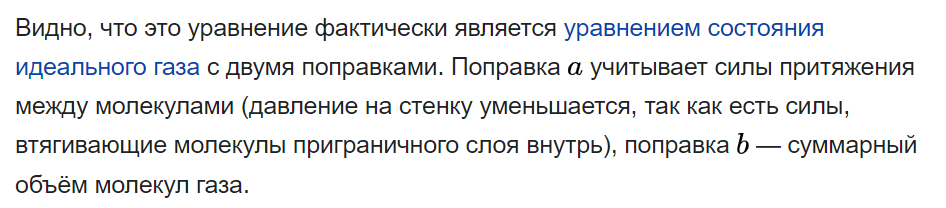 Видно, что это уравнение фактически является уравнением состояния
идеального газа с двумя поправками. Поправка a учитывает силы притяжения
между молекулами (давление на стенку уменьшается, так как есть силы,
втягивающие молекулы приграничного слоя внутрь), поправка b — суммарный
объём молекул газа.